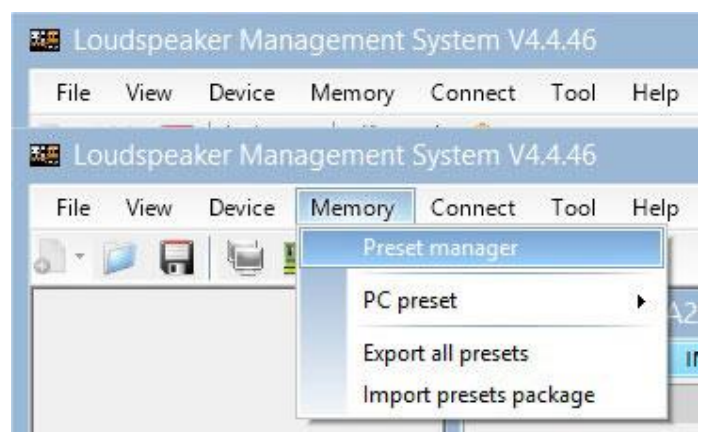 Loudspeaker Management System V4.4.46
File View Device Memory Connect Tool Help
Loudspeaker Management System V4.4.46
File View Device Memory Connect Tool Help
Preset manager
PC preset
Export all presets
Import presets package